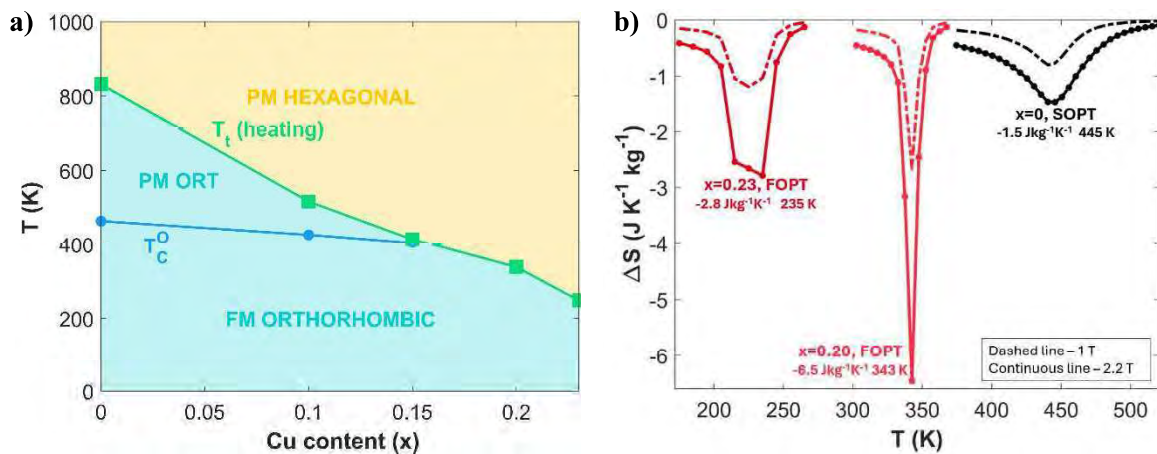 a)
T (K)
1000
800
600
400
200
0
PM HEXAGONAL
T_t (heating)
PM ORT
T_C^O
FM ORTHORHOMBIC
0
0.05
0.1
0.15
0.2
Cu content (x)
b)
ΔS (J K⁻¹ kg⁻¹)
0
-1
-2
-3
-4
-5
-6
x=0.23, FOPT
-2.8 Jkg⁻¹K⁻¹ 235 K
x=0.20, FOPT
-6.5 Jkg⁻¹K⁻¹ 343 K
x=0, SOPT
-1.5 Jkg⁻¹K⁻¹ 445 K
Dashed line – 1 T
Continuous line – 2.2 T
200
250
300
350
400
450
500
T (K)